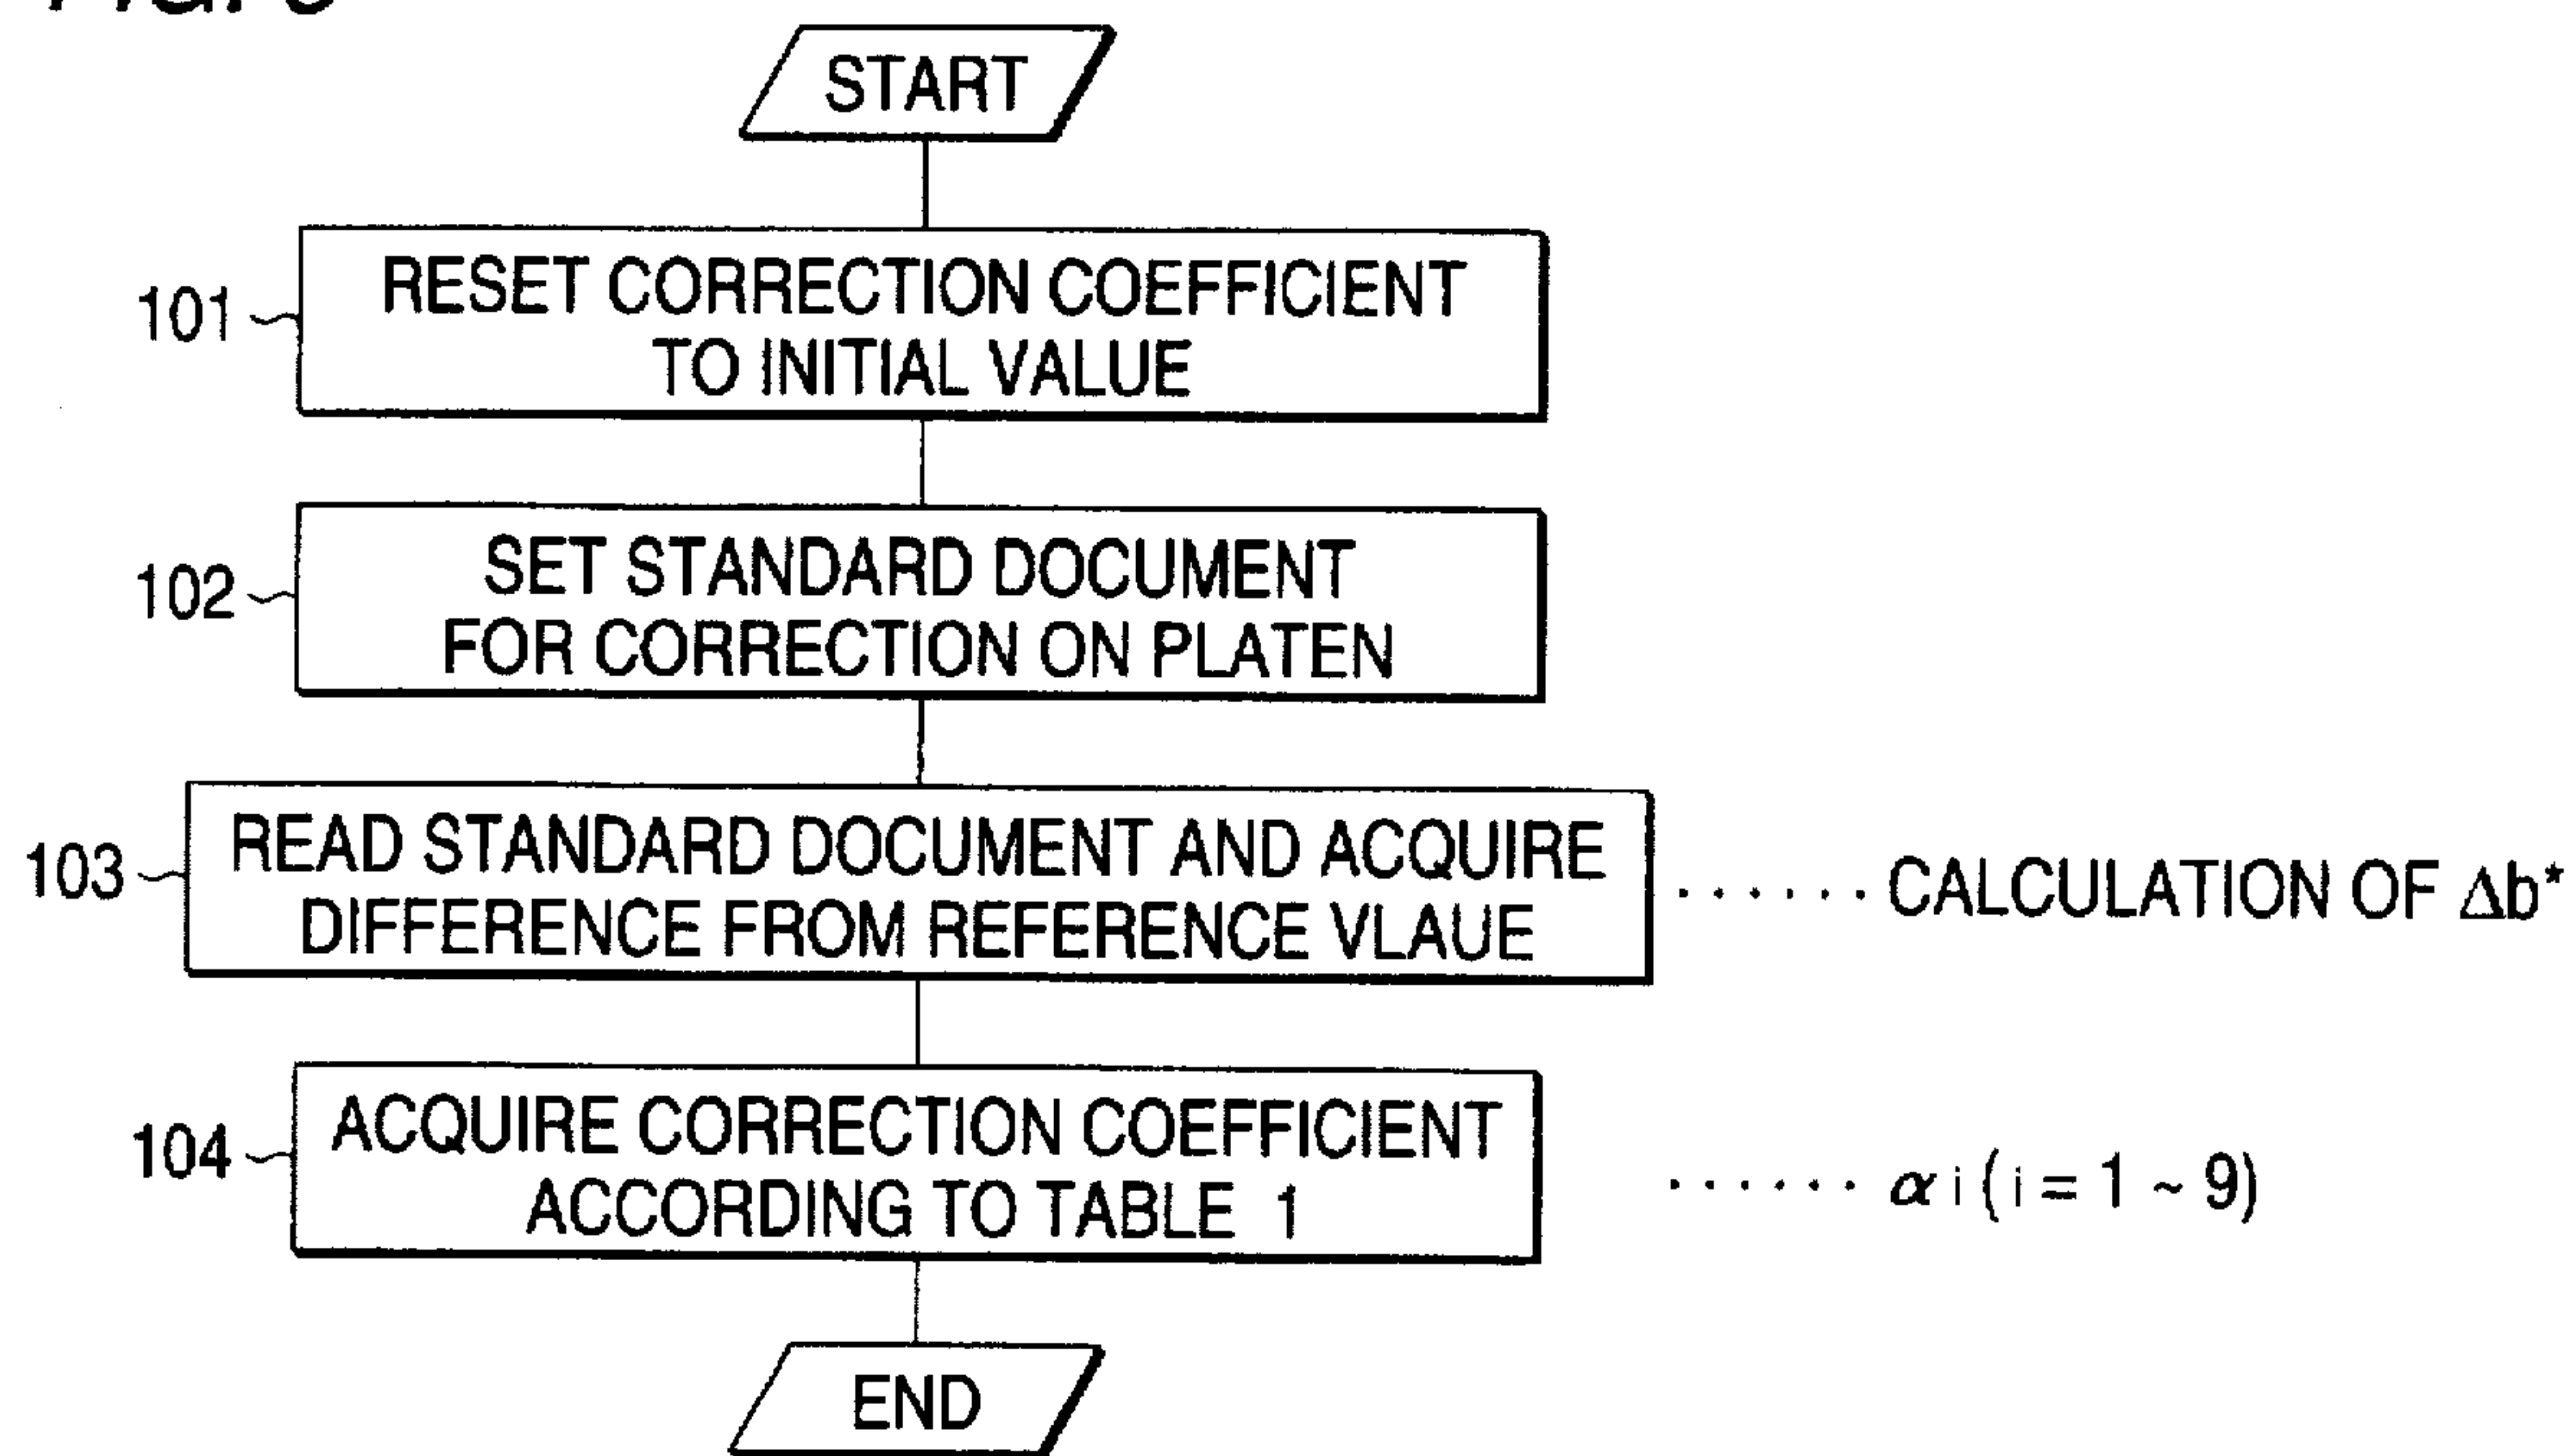 START
101
RESET CORRECTION COEFFICIENT
TO INITIAL VALUE
102
SET STANDARD DOCUMENT
FOR CORRECTION ON PLATEN
103
READ STANDARD DOCUMENT AND ACQUIRE
DIFFERENCE FROM REFERENCE VLAUE
...... CALCULATION OF Δb*
104
ACQUIRE CORRECTION COEFFICIENT
ACCORDING TO TABLE 1
...... α i ( i = 1 ~ 9)
END